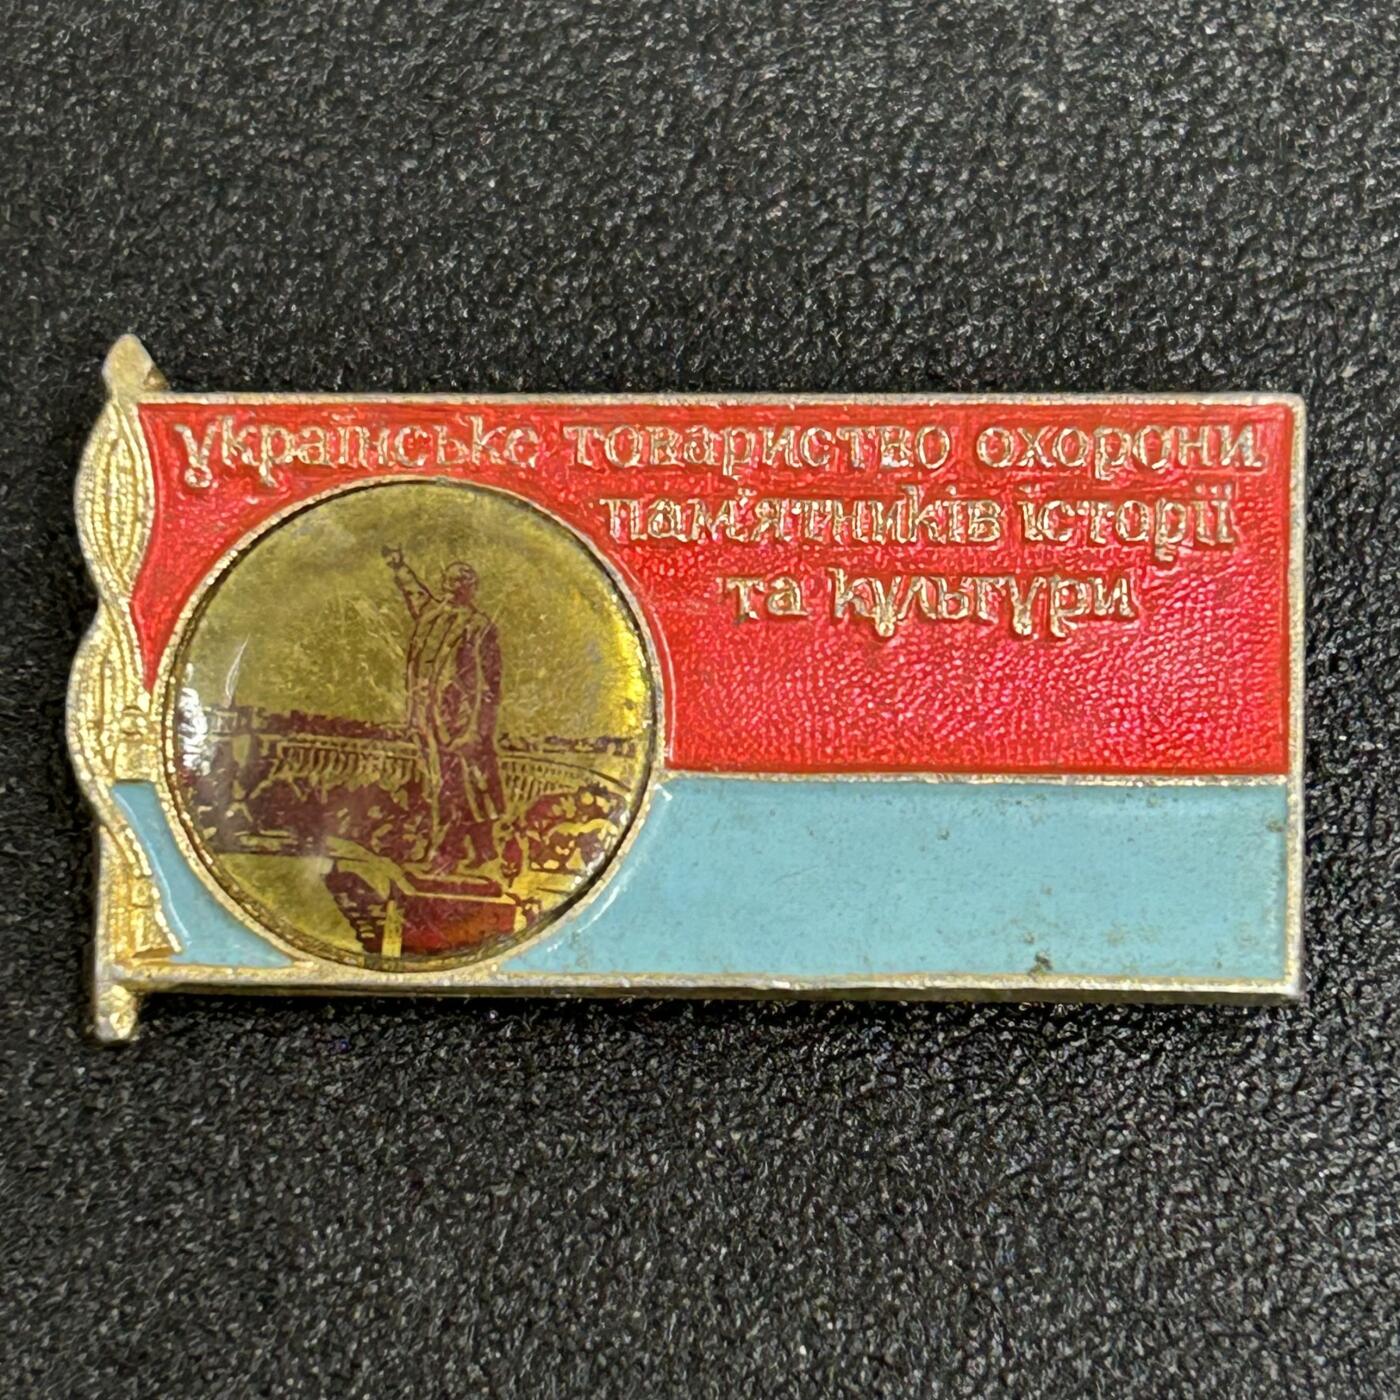 українське товариство охорони
пам'ятників історії
та культури